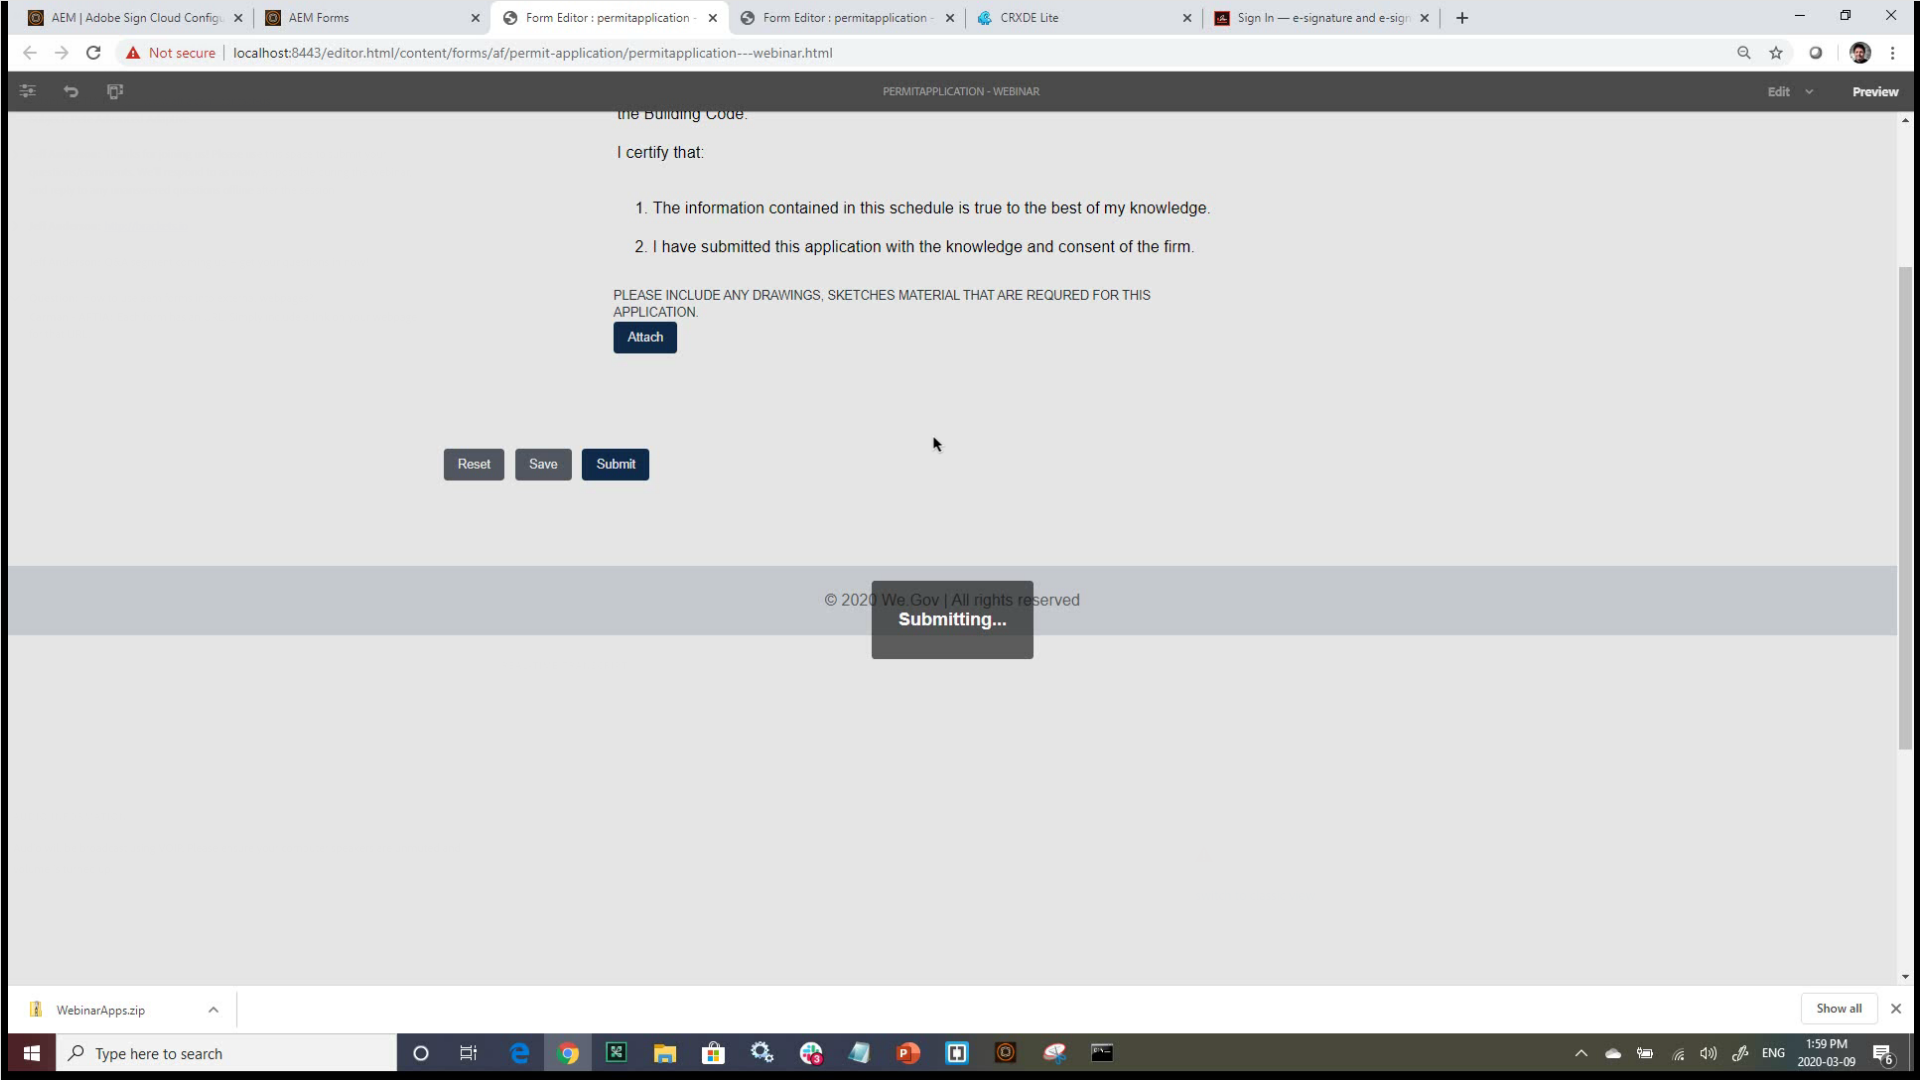 AEM | Adobe Sign Cloud Configu
AEM Forms
Form Editor : permitapplication -
Form Editor : permitapplication -
CRXDE Lite
Sign In — e-signature and e-sign
Not secure
localhost:8443/editor.html/content/forms/af/permit-application/permitapplication---webinar.html
PERMITAPPLICATION - WEBINAR
Edit
Preview
the Building Code.
I certify that:
1. The information contained in this schedule is true to the best of my knowledge.
2. I have submitted this application with the knowledge and consent of the firm.
PLEASE INCLUDE ANY DRAWINGS, SKETCHES MATERIAL THAT ARE REQURED FOR THIS
APPLICATION.
Attach
Reset
Save
Submit
© 2020 We.Gov | All rights reserved
Submitting...
WebinarApps.zip
Show all
Type here to search
3
ENG
1:59 PM
2020-03-09
6